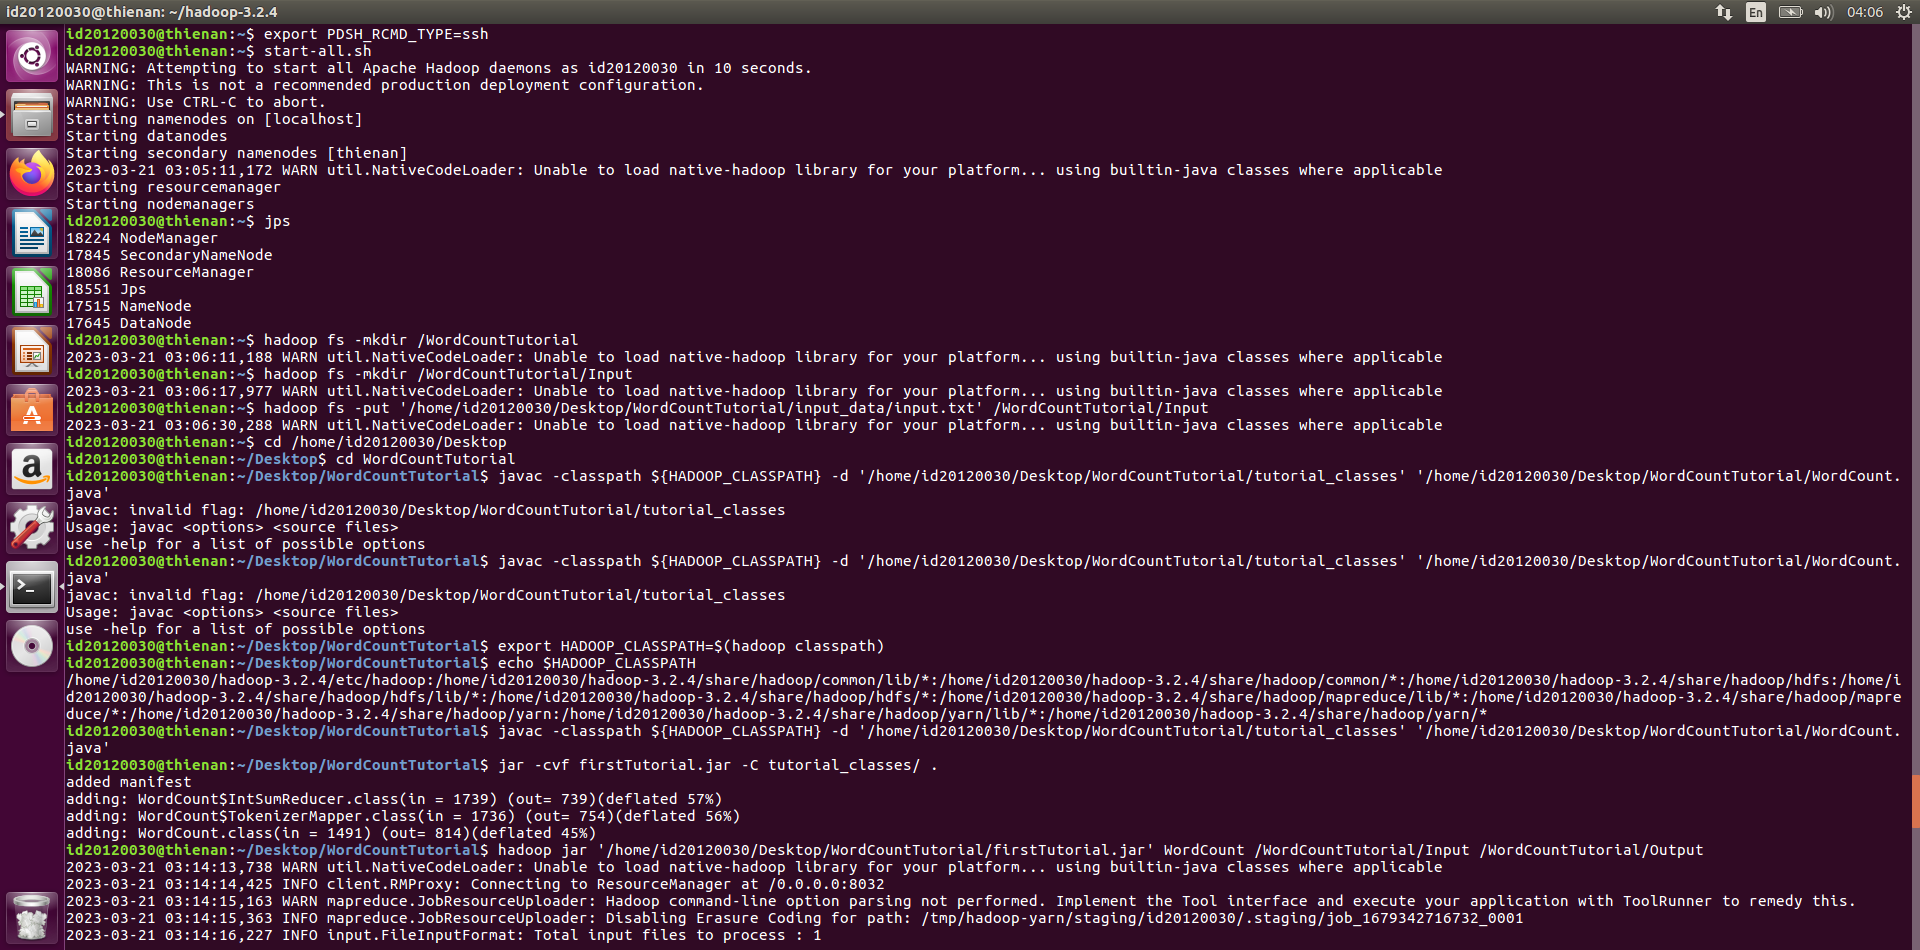 id20120030@thienan: ~/hadoop-3.2.4
En
04:06
id20120030@thienan:~$ export PDSH_RCMD_TYPE=ssh
id20120030@thienan:~$ start-all.sh
WARNING: Attempting to start all Apache Hadoop daemons as id20120030 in 10 seconds.
WARNING: This is not a recommended production deployment configuration.
WARNING: Use CTRL-C to abort.
Starting namenodes on [localhost]
Starting datanodes
Starting secondary namenodes [thienan]
2023-03-21 03:05:11,172 WARN util.NativeCodeLoader: Unable to load native-hadoop library for your platform... using builtin-java classes where applicable
Starting resourcemanager
Starting nodemanagers
id20120030@thienan:~$ jps
18224 NodeManager
17845 SecondaryNameNode
18086 ResourceManager
18551 Jps
17515 NameNode
17645 DataNode
id20120030@thienan:~$ hadoop fs -mkdir /WordCountTutorial
2023-03-21 03:06:11,188 WARN util.NativeCodeLoader: Unable to load native-hadoop library for your platform... using builtin-java classes where applicable
id20120030@thienan:~$ hadoop fs -mkdir /WordCountTutorial/Input
2023-03-21 03:06:17,977 WARN util.NativeCodeLoader: Unable to load native-hadoop library for your platform... using builtin-java classes where applicable
id20120030@thienan:~$ hadoop fs -put '/home/id20120030/Desktop/WordCountTutorial/input_data/input.txt' /WordCountTutorial/Input
2023-03-21 03:06:30,288 WARN util.NativeCodeLoader: Unable to load native-hadoop library for your platform... using builtin-java classes where applicable
id20120030@thienan:~$ cd /home/id20120030/Desktop
id20120030@thienan:~/Desktop$ cd WordCountTutorial
id20120030@thienan:~/Desktop/WordCountTutorial$ javac -classpath ${HADOOP_CLASSPATH} -d '/home/id20120030/Desktop/WordCountTutorial/tutorial_classes' '/home/id20120030/Desktop/WordCountTutorial/WordCount.
java'
javac: invalid flag: /home/id20120030/Desktop/WordCountTutorial/tutorial_classes
Usage: javac <options> <source files>
use -help for a list of possible options
id20120030@thienan:~/Desktop/WordCountTutorial$ javac -classpath ${HADOOP_CLASSPATH} -d '/home/id20120030/Desktop/WordCountTutorial/tutorial_classes' '/home/id20120030/Desktop/WordCountTutorial/WordCount.
java'
javac: invalid flag: /home/id20120030/Desktop/WordCountTutorial/tutorial_classes
Usage: javac <options> <source files>
use -help for a list of possible options
id20120030@thienan:~/Desktop/WordCountTutorial$ export HADOOP_CLASSPATH=$(hadoop classpath)
id20120030@thienan:~/Desktop/WordCountTutorial$ echo $HADOOP_CLASSPATH
/home/id20120030/hadoop-3.2.4/etc/hadoop:/home/id20120030/hadoop-3.2.4/share/hadoop/common/lib/*:/home/id20120030/hadoop-3.2.4/share/hadoop/common/*:/home/id20120030/hadoop-3.2.4/share/hadoop/hdfs:/home/i
d20120030/hadoop-3.2.4/share/hadoop/hdfs/lib/*:/home/id20120030/hadoop-3.2.4/share/hadoop/hdfs/*:/home/id20120030/hadoop-3.2.4/share/hadoop/mapreduce/lib/*:/home/id20120030/hadoop-3.2.4/share/hadoop/mapre
duce/*:/home/id20120030/hadoop-3.2.4/share/hadoop/yarn:/home/id20120030/hadoop-3.2.4/share/hadoop/yarn/lib/*:/home/id20120030/hadoop-3.2.4/share/hadoop/yarn/*
id20120030@thienan:~/Desktop/WordCountTutorial$ javac -classpath ${HADOOP_CLASSPATH} -d '/home/id20120030/Desktop/WordCountTutorial/tutorial_classes' '/home/id20120030/Desktop/WordCountTutorial/WordCount.
java'
id20120030@thienan:~/Desktop/WordCountTutorial$ jar -cvf firstTutorial.jar -C tutorial_classes/ .
added manifest
adding: WordCount$IntSumReducer.class(in = 1739) (out= 739)(deflated 57%)
adding: WordCount$TokenizerMapper.class(in = 1736) (out= 754)(deflated 56%)
adding: WordCount.class(in = 1491) (out= 814)(deflated 45%)
id20120030@thienan:~/Desktop/WordCountTutorial$ hadoop jar '/home/id20120030/Desktop/WordCountTutorial/firstTutorial.jar' WordCount /WordCountTutorial/Input /WordCountTutorial/Output
2023-03-21 03:14:13,738 WARN util.NativeCodeLoader: Unable to load native-hadoop library for your platform... using builtin-java classes where applicable
2023-03-21 03:14:14,425 INFO client.RMProxy: Connecting to ResourceManager at /0.0.0.0:8032
2023-03-21 03:14:15,163 WARN mapreduce.JobResourceUploader: Hadoop command-line option parsing not performed. Implement the Tool interface and execute your application with ToolRunner to remedy this.
2023-03-21 03:14:15,363 INFO mapreduce.JobResourceUploader: Disabling Erasure Coding for path: /tmp/hadoop-yarn/staging/id20120030/.staging/job_1679342716732_0001
2023-03-21 03:14:16,227 INFO input.FileInputFormat: Total input files to process : 1